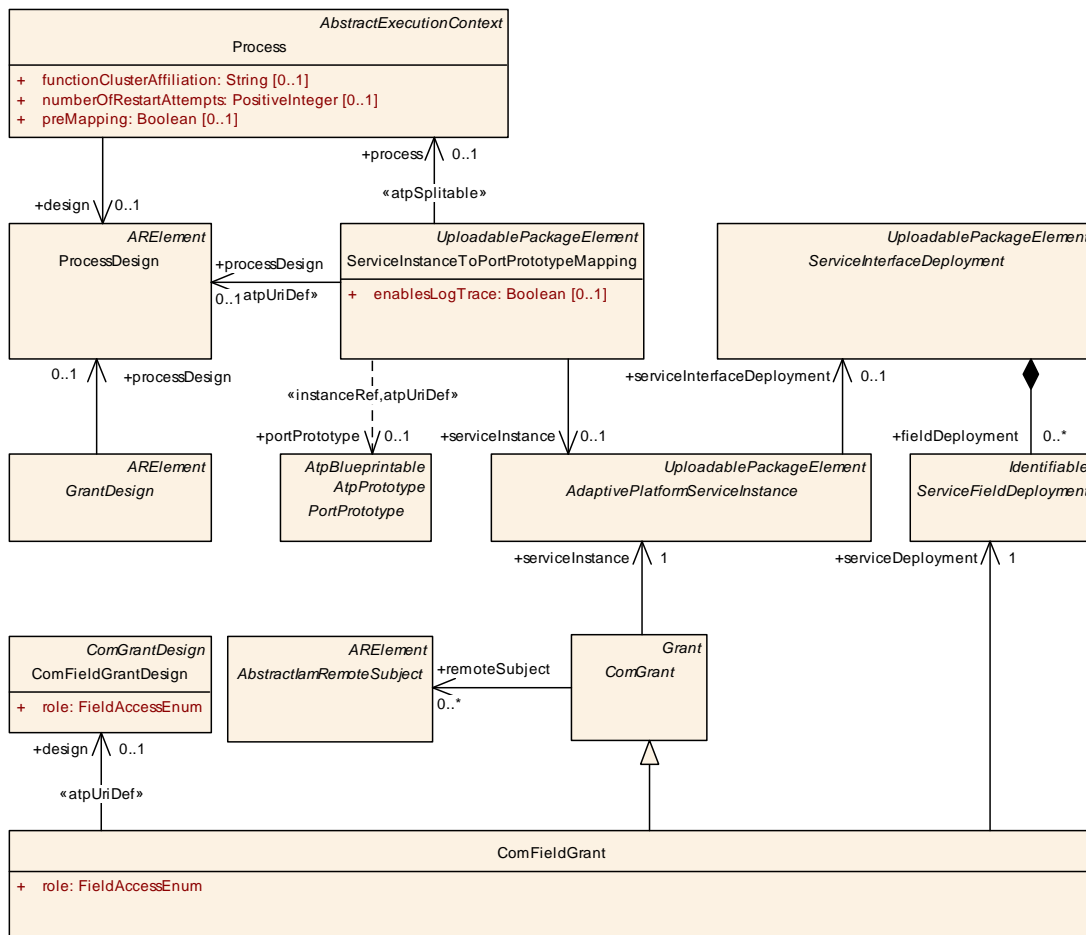 AbstractExecutionContext
Process
+ functionClusterAffiliation: String [0..1]
+ numberOfRestartAttempts: PositiveInteger [0..1]
+ preMapping: Boolean [0..1]
+process 0..1
«atpSplitable»
+design 0..1
ARElement
ProcessDesign
+processDesign
0..1 atpUriDef»
UploadablePackageElement
ServiceInstanceToPortPrototypeMapping
+ enablesLogTrace: Boolean [0..1]
UploadablePackageElement
ServiceInterfaceDeployment
0..1 +processDesign
«instanceRef,atpUriDef»
+portPrototype 0..1
+serviceInstance 0..1
+serviceInterfaceDeployment 0..1
+fieldDeployment 0..*
ARElement
GrantDesign
AtpBlueprintable
AtpPrototype
PortPrototype
UploadablePackageElement
AdaptivePlatformServiceInstance
Identifiable
ServiceFieldDeployment
+serviceInstance 1
+serviceDeployment 1
ComGrantDesign
ComFieldGrantDesign
+ role: FieldAccessEnum
ARElement
AbstractIamRemoteSubject
+remoteSubject
0..*
Grant
ComGrant
+design 0..1
«atpUriDef»
ComFieldGrant
+ role: FieldAccessEnum